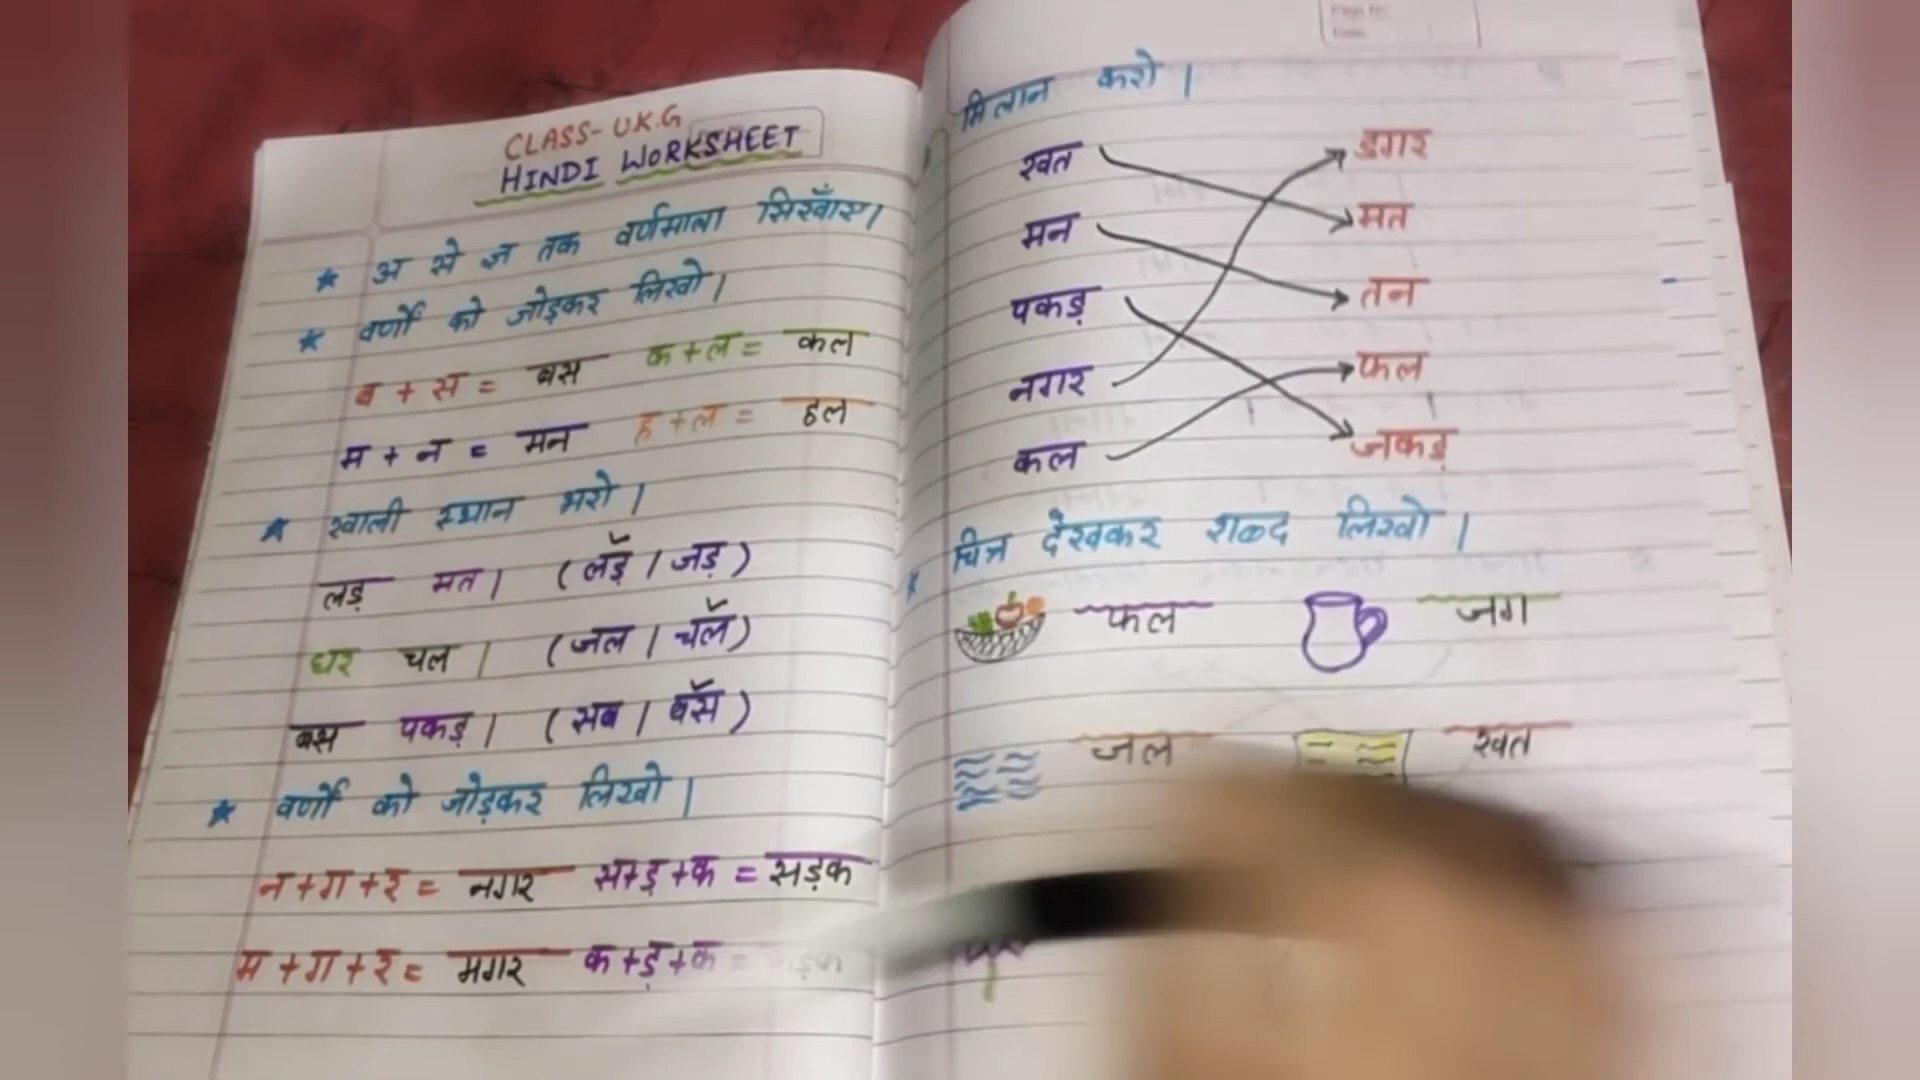 CLASS- U.K.G
HINDI WORKSHEET
* अ से ज्ञ तक वर्णमाला
* वर्णों को जोड़कर लिखो।
ब + स = बस क+ल = कल
म + न = मन ह+ल = हल
* खाली स्थान भरो।
लड़ मत। (लड़ / जड़)
घर चल। (जल / चल)
बस पकड़। (सब / बस)
* वर्णों को जोड़कर लिखो।
न+ग+र = नगर स+ड़+क = सड़क
म+ग+र = मगर क+ड़+क = कड़क
मिलान करो।
खत डगर
मन मत
पकड़ तन
नगर फल
कल जकड़
* चित्र देखकर शब्द लिखो।
फल जग
जल खत